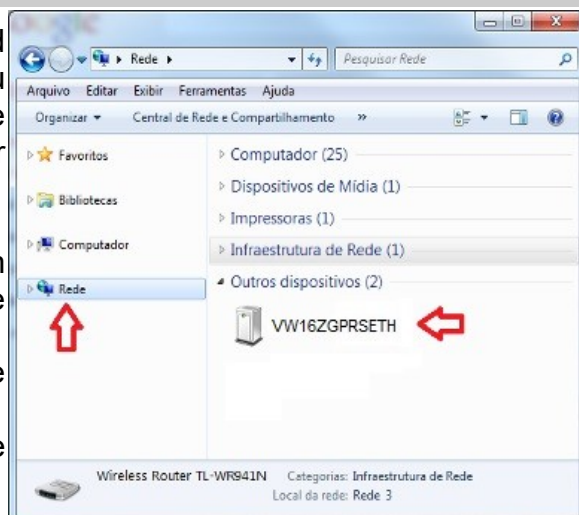 Rede
Pesquisar Rede
Arquivo Editar Exibir Ferramentas Ajuda
Organizar Central de Rede e Compartilhamento »
Favoritos
Bibliotecas
Computador
Rede
Computador (25)
Dispositivos de Mídia (1)
Impressoras (1)
Infraestrutura de Rede (1)
Outros dispositivos (2)
VW16ZGPRSETH
Wireless Router TL-WR941N Categorias: Infraestrutura de Rede
Local da rede: Rede 3